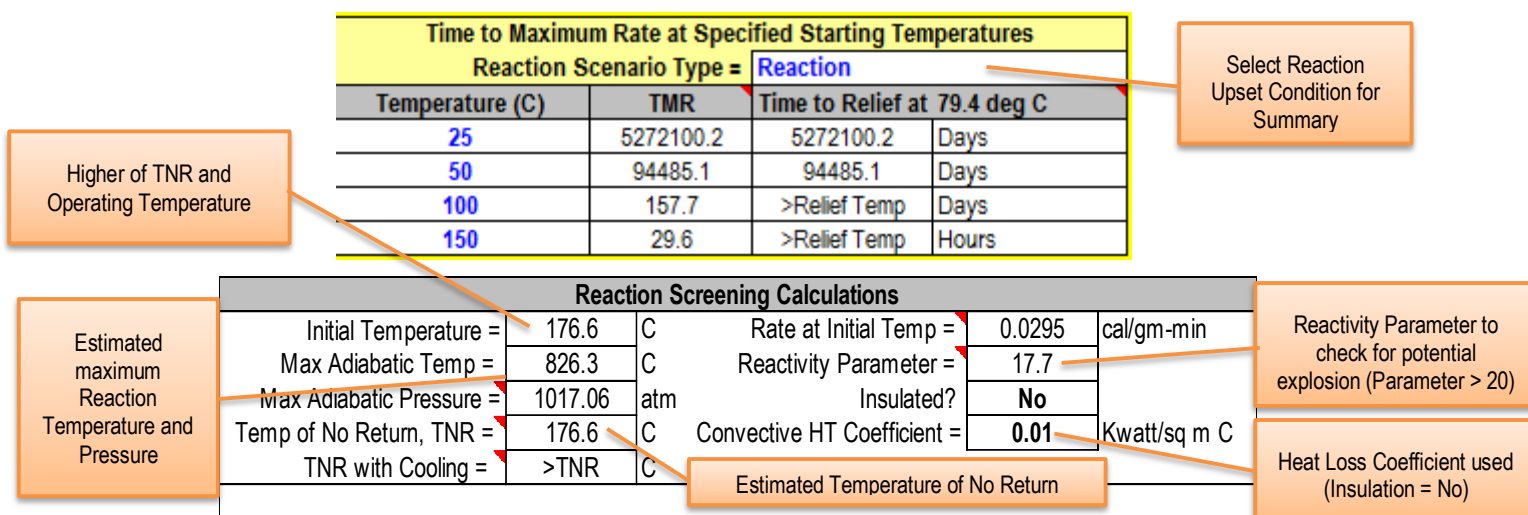 Time to Maximum Rate at Specified Starting Temperatures
Reaction Scenario Type = Reaction
Temperature (C) TMR Time to Relief at 79.4 deg C
25 5272100.2 5272100.2 Days
50 94485.1 94485.1 Days
100 157.7 >Relief Temp Days
150 29.6 >Relief Temp Hours
Select Reaction
Upset Condition for
Summary
Higher of TNR and
Operating Temperature
Reaction Screening Calculations
Initial Temperature = 176.6 C Rate at Initial Temp = 0.0295 cal/gm-min
Max Adiabatic Temp = 826.3 C Reactivity Parameter = 17.7
Max Adiabatic Pressure = 1017.06 atm Insulated? No
Temp of No Return, TNR = 176.6 C Convective HT Coefficient = 0.01 Kwatt/sq m C
TNR with Cooling = >TNR C
Estimated
maximum
Reaction
Temperature and
Pressure
Reactivity Parameter to
check for potential
explosion (Parameter > 20)
Estimated Temperature of No Return
Heat Loss Coefficient used
(Insulation = No)